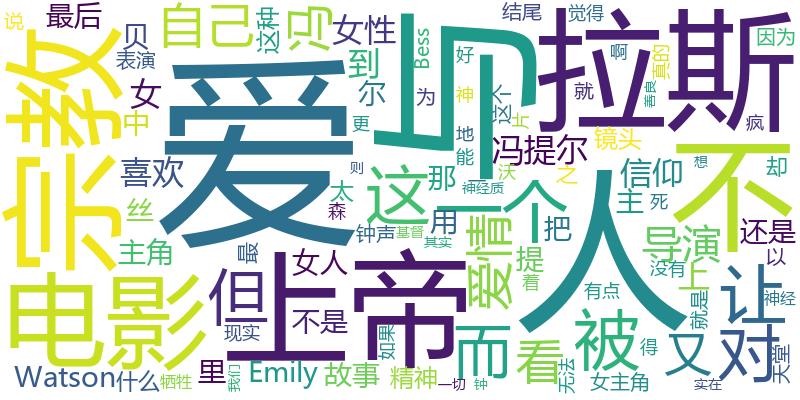 说
最后
自己
这种
冯
女性
结尾
觉得
因为
宗教
贝
表演
到
Bess
好
啊
真的
女
尔
为
神
这个
就
善良
爱
与
拉斯
中
更
地
片
疯
喜欢
冯提尔
镜头
不
那
能
之
想
却
丝
太
森
则
这
一个
沃
神经质
信仰
主
死
主角
钟声
基督
用
人
把
导演
还是
最
女人
其实
爱情
提
上
以
电影
但
上帝
着
没有
让
不是
有点
就是
神经
现实
如果
而
看
被
又
对
天堂
Watson
什么
牺牲
里
我们
Emily
故事
精神
一切
钟
无法
女主角
得
实在